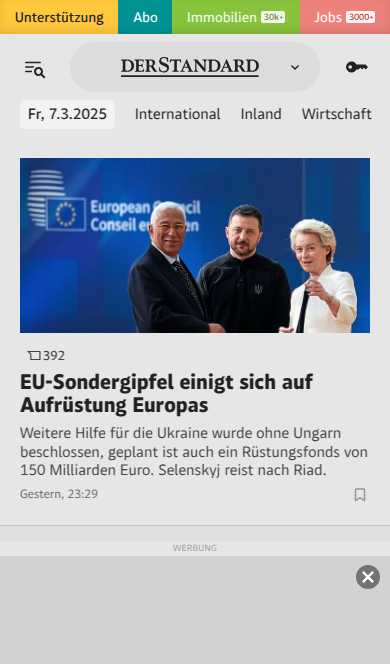 Unterstützung Abo Immobilien 30k+ Jobs 3000+
DERSTANDARD
Fr, 7.3.2025 International Inland Wirtschaft
European Council
Conseil européen
392
EU-Sondergipfel einigt sich auf
Aufrüstung Europas
Weitere Hilfe für die Ukraine wurde ohne Ungarn
beschlossen, geplant ist auch ein Rüstungsfonds von
150 Milliarden Euro. Selenskyj reist nach Riad.
Gestern, 23:29
WERBUNG